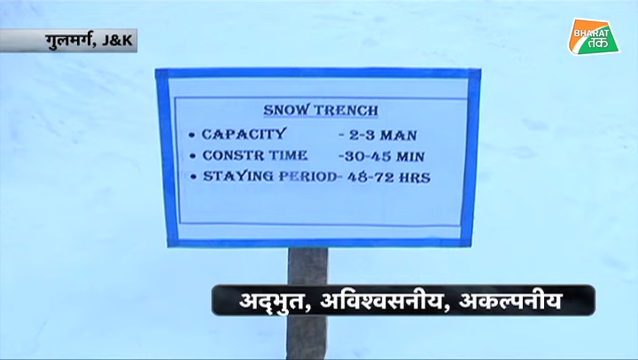 गुलमर्ग, J&K
BHARAT
तक
SNOW TRENCH
• CAPACITY - 2-3 MAN
• CONSTR TIME -30-45 MIN
• STAYING PERIOD- 48-72 HRS
अद्भुत, अविश्वसनीय, अकल्पनीय